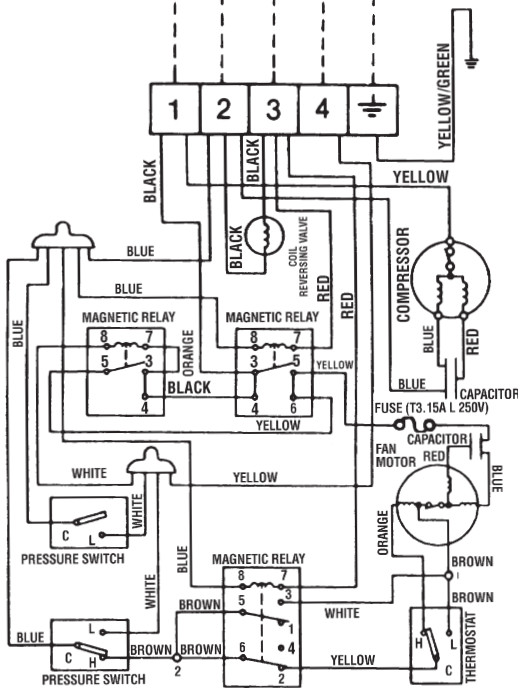 YELLOW/GREEN
1 2 3 4
BLACK
BLACK
YELLOW
BLACK
COIL
REVERSING VALVE
COMPRESSOR
BLUE
BLUE
RED
RED
BLUE
MAGNETIC RELAY
MAGNETIC RELAY
BLUE
RED
8 7
5 3
4
ORANGE
8 7
3 5
4 6
YELLOW
BLACK
BLUE
CAPACITOR
FUSE (T3.15A L 250V)
YELLOW
CAPACITOR
FAN
MOTOR
RED
BLUE
WHITE
YELLOW
WHITE
C L
PRESSURE SWITCH
ORANGE
WHITE
BLUE
MAGNETIC RELAY
8 7
5 3
1
4
6 2
BROWN
WHITE
BROWN
1
BROWN
H L
C
THERMOSTAT
BLUE
L
C H
PRESSURE SWITCH
BROWN
2
BROWN
YELLOW